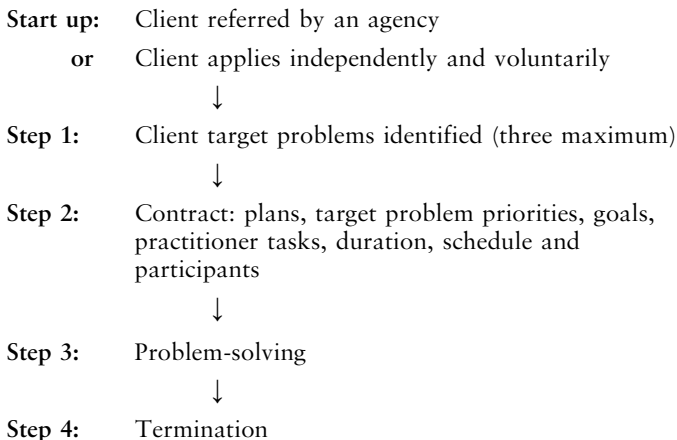 Start up: Client referred by an agency
or Client applies independently and voluntarily
↓
Step 1: Client target problems identified (three maximum)
↓
Step 2: Contract: plans, target problem priorities, goals,
practitioner tasks, duration, schedule and
participants
↓
Step 3: Problem-solving
↓
Step 4: Termination